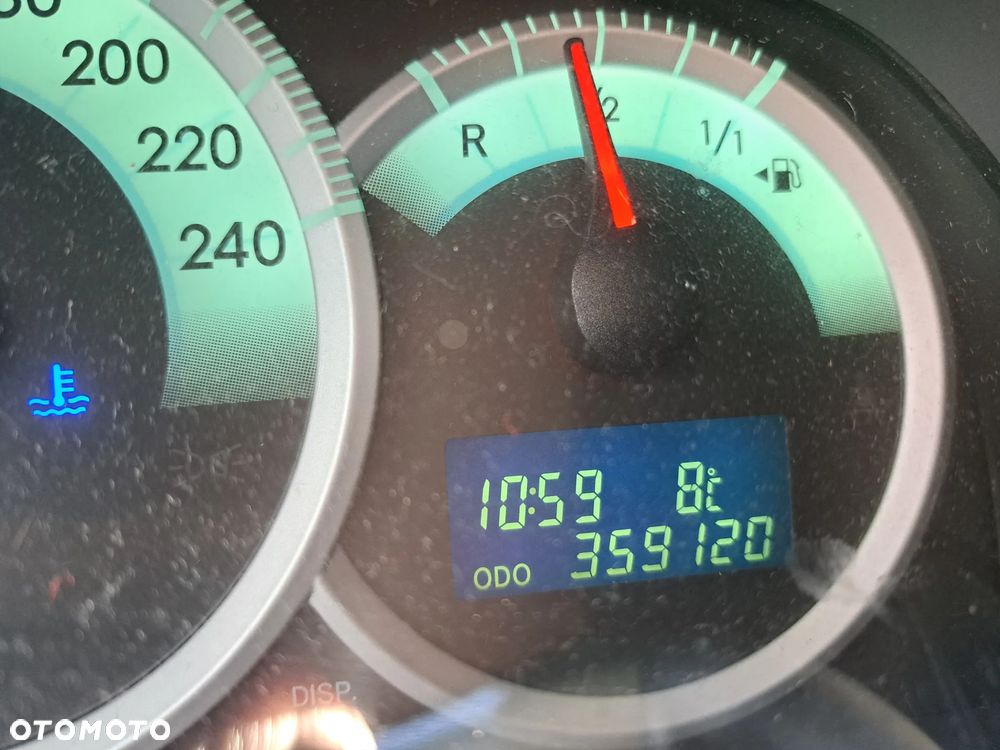 200
220
240
R
1/2
1/1
10:59 8°C
ODO 359120
DISP.
OTOMOTO